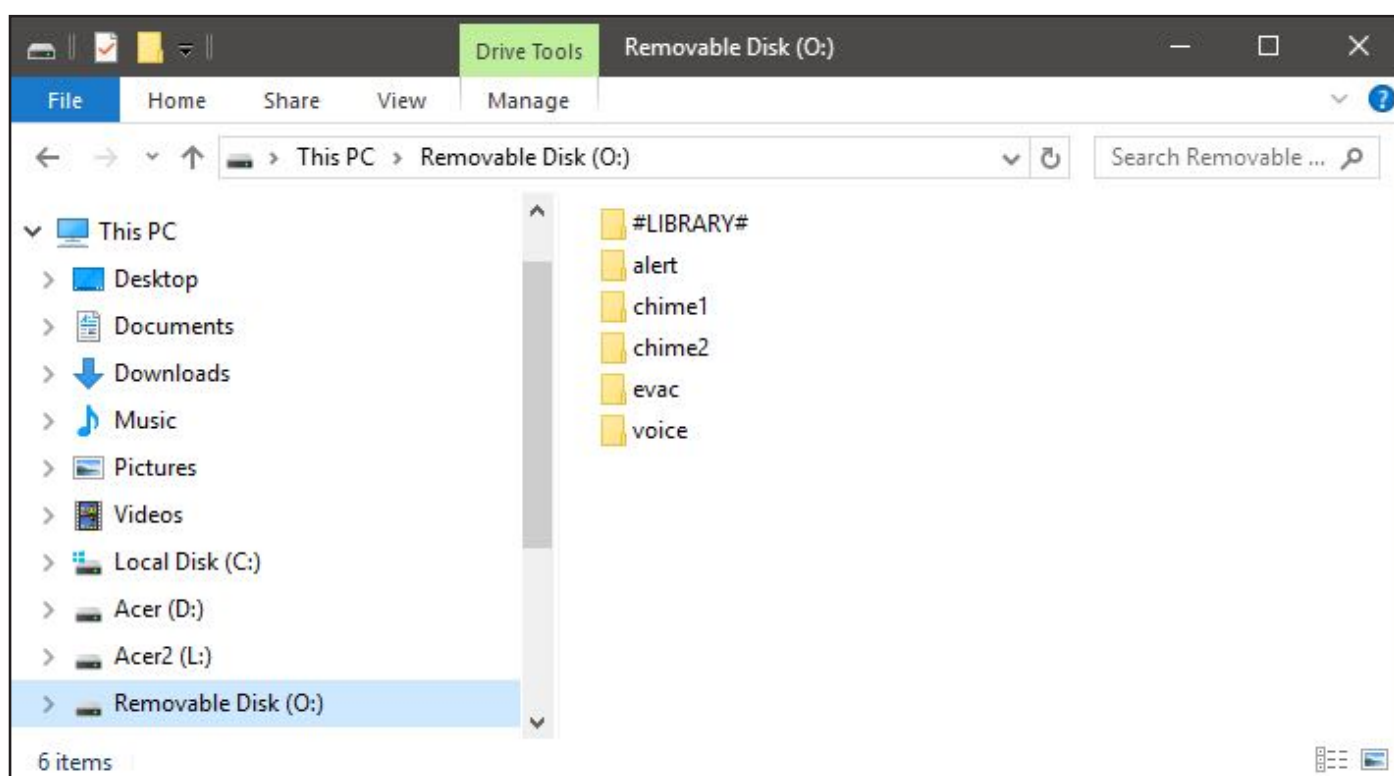 Drive Tools Removable Disk (O:)
File Home Share View Manage
This PC > Removable Disk (O:) Search Removable ...
This PC
Desktop
Documents
Downloads
Music
Pictures
Videos
Local Disk (C:)
Acer (D:)
Acer2 (L:)
Removable Disk (O:)
#LIBRARY#
alert
chime1
chime2
evac
voice
6 items